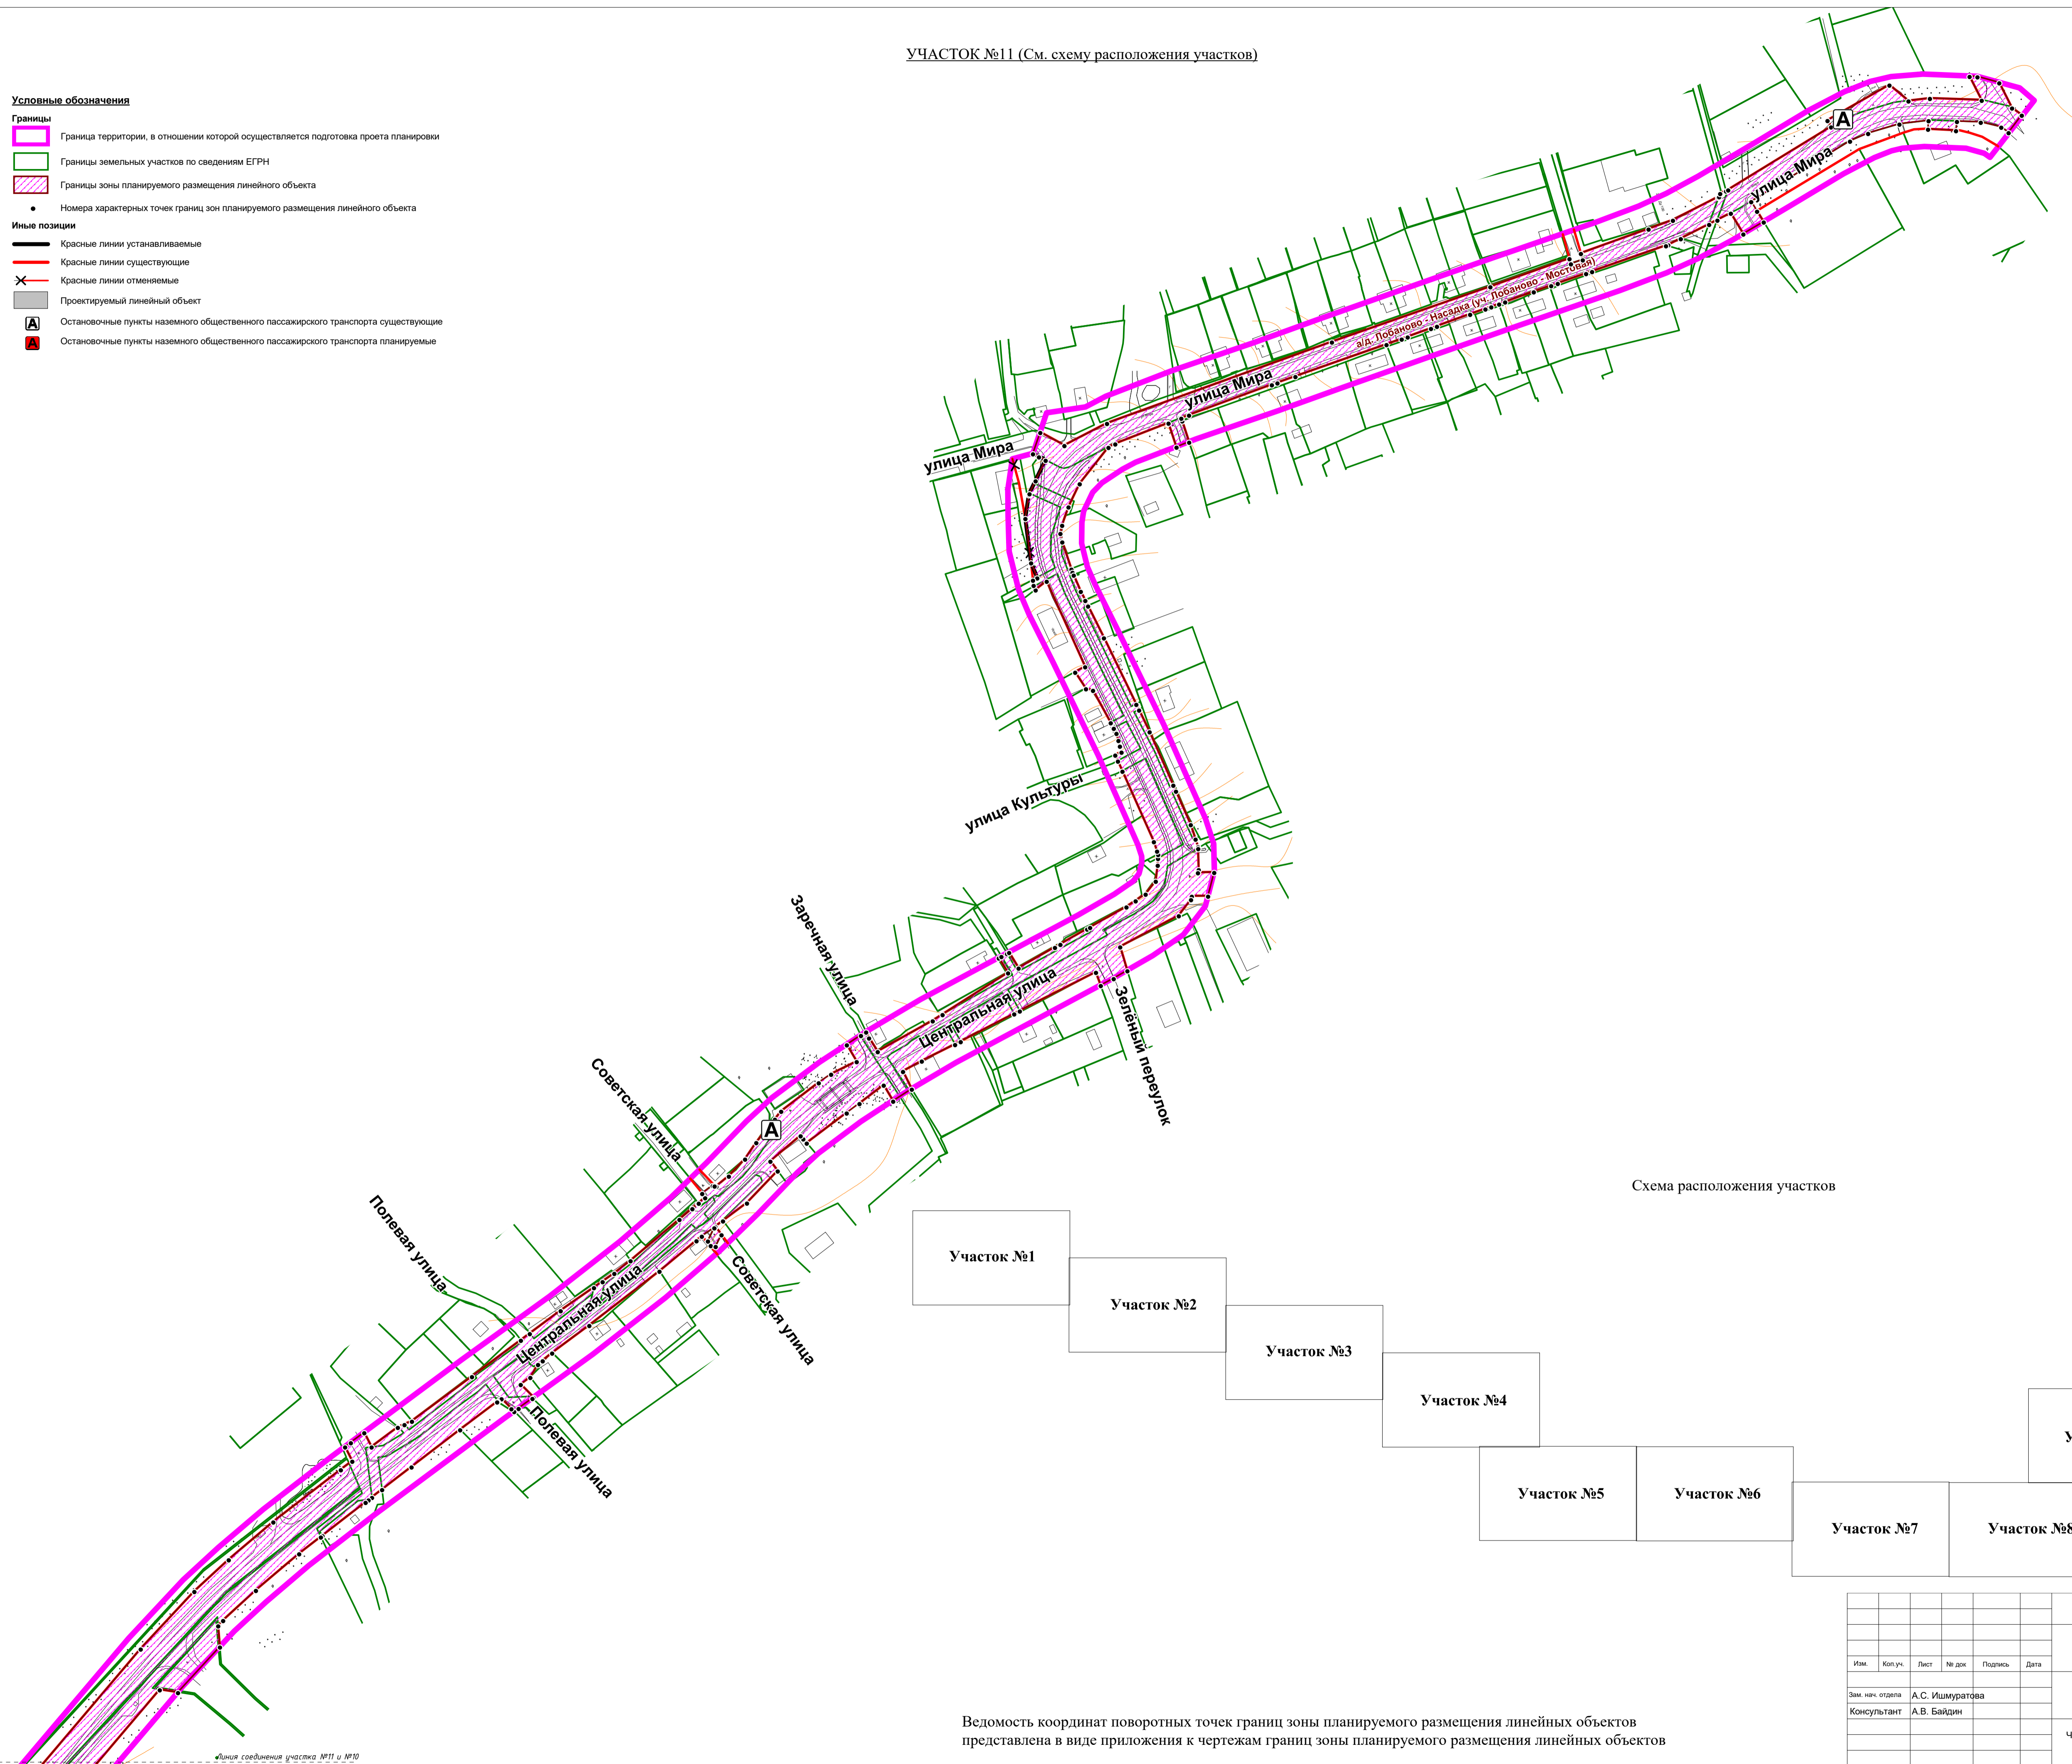 УЧАСТОК №11 (См. схему расположения участков)
Условные обозначения
Границы
Граница территории, в отношении которой осуществляется подготовка проета планировки
Границы земельных участков по сведениям ЕГРН
Границы зоны планируемого размещения линейного объекта
Номера характерных точек границ зон планируемого размещения линейного объекта
Иные позиции
Красные линии устанавливаемые
Красные линии существующие
Красные линии отменяемые
Проектируемый линейный объект
А Остановочные пункты наземного общественного пассажирского транспорта существующие
А Остановочные пункты наземного общественного пассажирского транспорта планируемые
А
улица Мира
а/д. Лобаново - Насадка (уч. Лобаново - Мостовая)
улица Мира
улица Мира
улица Культуры
Заречная улица
Центральная улица
Зелёный переулок
Советская улица
А
Полевая улица
Центральная улица
Советская улица
Полевая улица
Схема расположения участков
Участок №1
Участок №2
Участок №3
Участок №4
Участок №5
Участок №6
Участок №7
Участок №8
Изм. Кол.уч. Лист № док Подпись Дата
Зам. нач. отдела А.С. Ишмуратова
Консультант А.В. Байдин
Ведомость координат поворотных точек границ зоны планируемого размещения линейных объектов
представлена в виде приложения к чертежам границ зоны планируемого размещения линейных объектов
Линия соединения участка №11 и №10